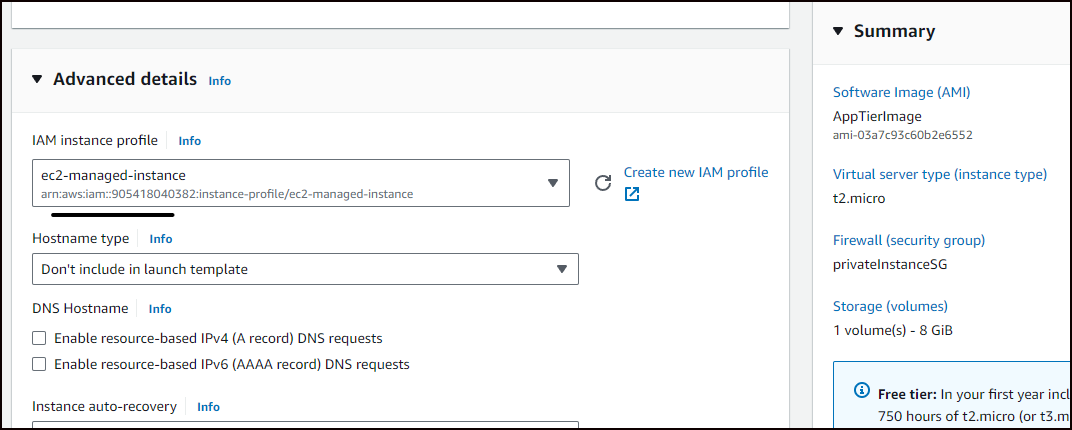 Advanced details Info
IAM instance profile Info
ec2-managed-instance
arn:aws:iam::905418040382:instance-profile/ec2-managed-instance
Create new IAM profile
Hostname type Info
Don't include in launch template
DNS Hostname Info
Enable resource-based IPv4 (A record) DNS requests
Enable resource-based IPv6 (AAAA record) DNS requests
Instance auto-recovery Info
Summary
Software Image (AMI)
AppTierImage
ami-03a7c93c60b2e6552
Virtual server type (instance type)
t2.micro
Firewall (security group)
privateInstanceSG
Storage (volumes)
1 volume(s) - 8 GiB
Free tier: In your first year incl
750 hours of t2.micro (or t3.m